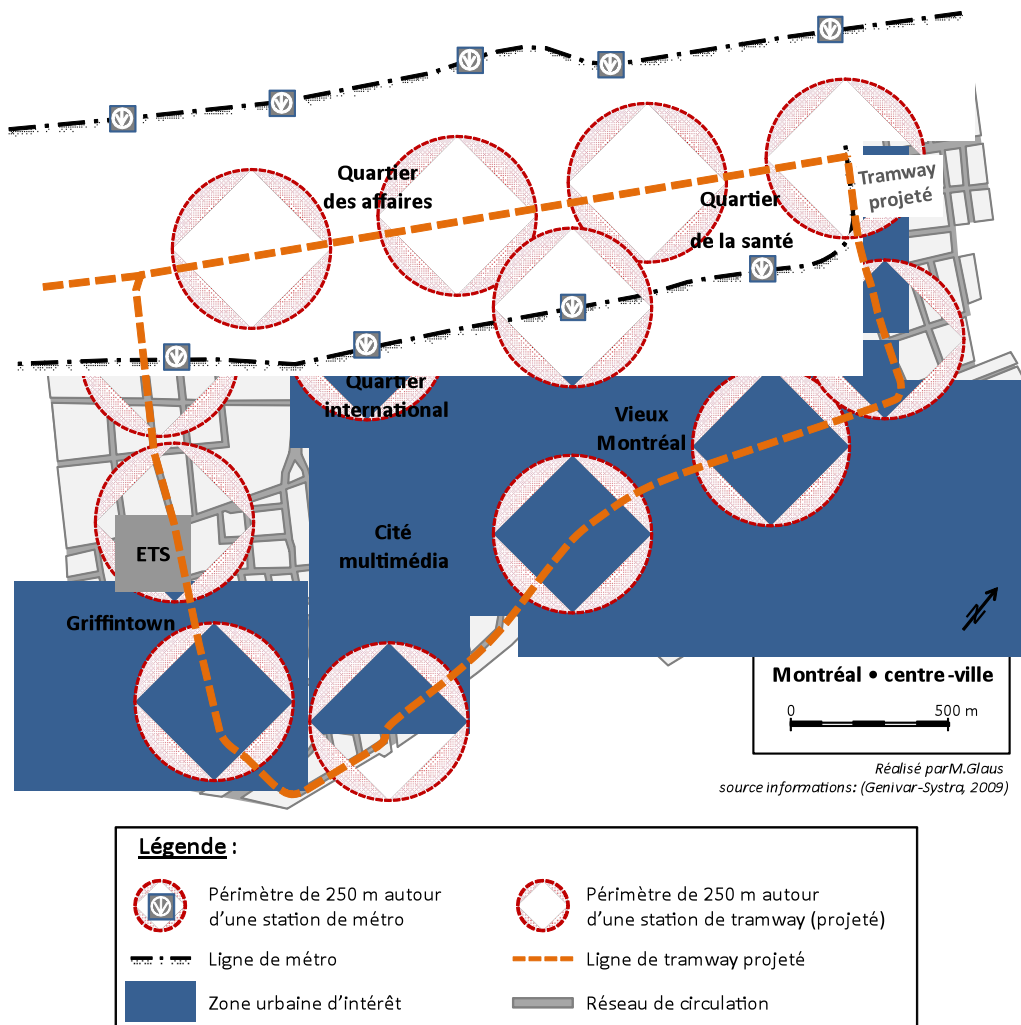 Quartier
des affaires
Tramway
projeté
Quartier
de la santé
Quartier
international
Vieux
Montréal
Cité
multimédia
ETS
Griffintown
N
Montréal • centre-ville
0 500 m
Réalisé parM.Glaus
source informations: (Genivar-Systra, 2009)
Légende :
Périmètre de 250 m autour
d'une station de métro
Périmètre de 250 m autour
d'une station de tramway (projeté)
Ligne de métro
Ligne de tramway projeté
Zone urbaine d'intérêt
Réseau de circulation